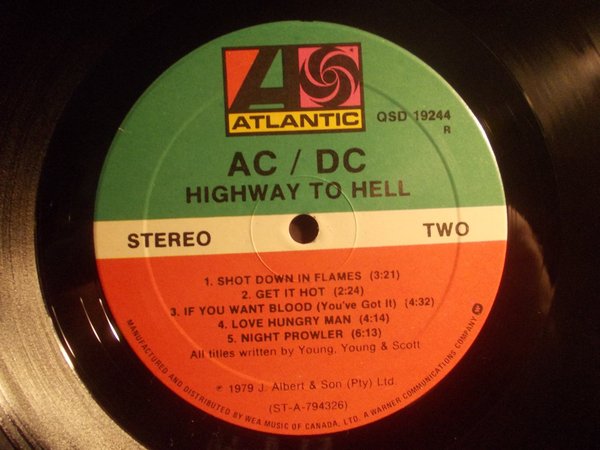 ATLANTIC
QSD 19244
R
AC / DC
HIGHWAY TO HELL
STEREO
TWO
1. SHOT DOWN IN FLAMES (3:21)
2. GET IT HOT (2:24)
3. IF YOU WANT BLOOD (You've Got It) (4:32)
4. LOVE HUNGRY MAN (4:14)
5. NIGHT PROWLER (6:13)
All titles written by Young, Young & Scott
℗ 1979 J. Albert & Son (Pty) Ltd.
(ST-A-794326)
MANUFACTURED AND DISTRIBUTED BY WEA MUSIC OF CANADA, LTD. A WARNER COMMUNICATIONS COMPANY